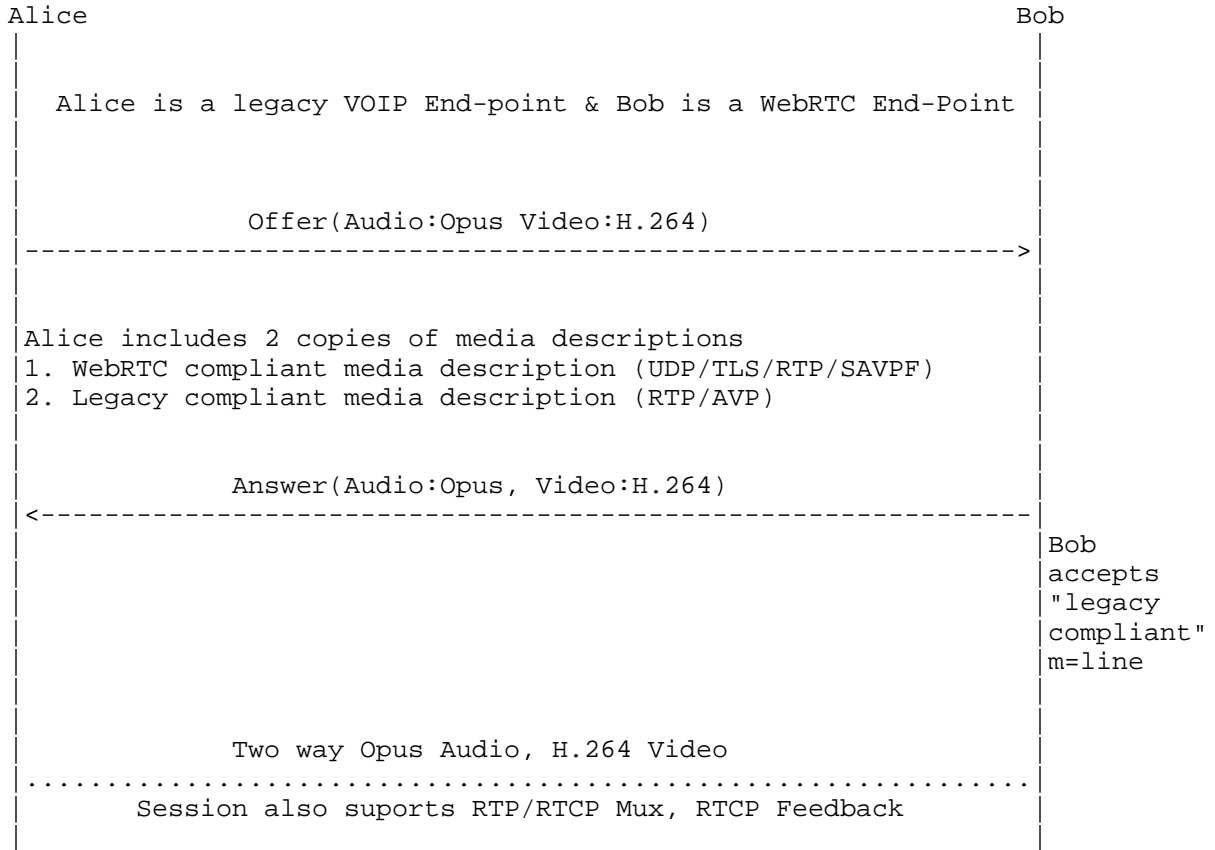 Alice Bob
Alice is a legacy VOIP End-point & Bob is a WebRTC End-Point
Offer(Audio:Opus Video:H.264)
Alice includes 2 copies of media descriptions
1. WebRTC compliant media description (UDP/TLS/RTP/SAVPF)
2. Legacy compliant media description (RTP/AVP)
Answer(Audio:Opus, Video:H.264)
Bob
accepts
"legacy
compliant"
m=line
Two way Opus Audio, H.264 Video
Session also suports RTP/RTCP Mux, RTCP Feedback